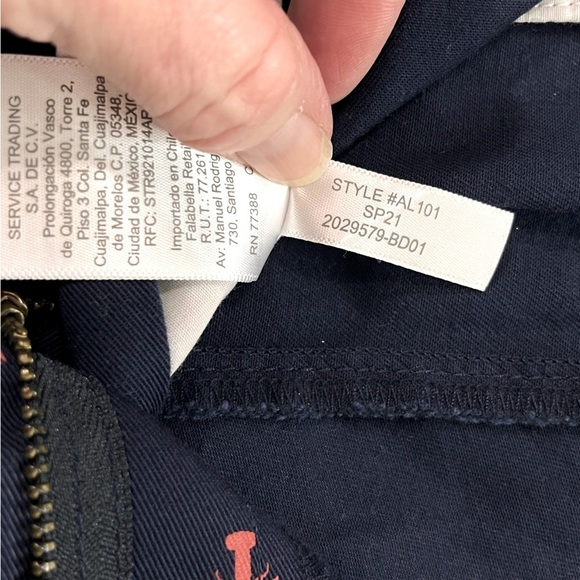 SERVICE TRADING
S.A. DE C.V.
Prolongación Vasco
de Quiroga 4800, Torre 2,
Piso 3 Col. Santa Fe
Cuajimalpa, Del. Cuajimalpa
de Morelos C.P. 05348,
Ciudad de México, MÉXICO
RFC: STR921014AP
Importado en Chile
Falabella Retai
R.U.T.: 77.261
Av: Manuel Rodrig
730, Santiago
RN 77388
STYLE #AL101
SP21
2029579-BD01